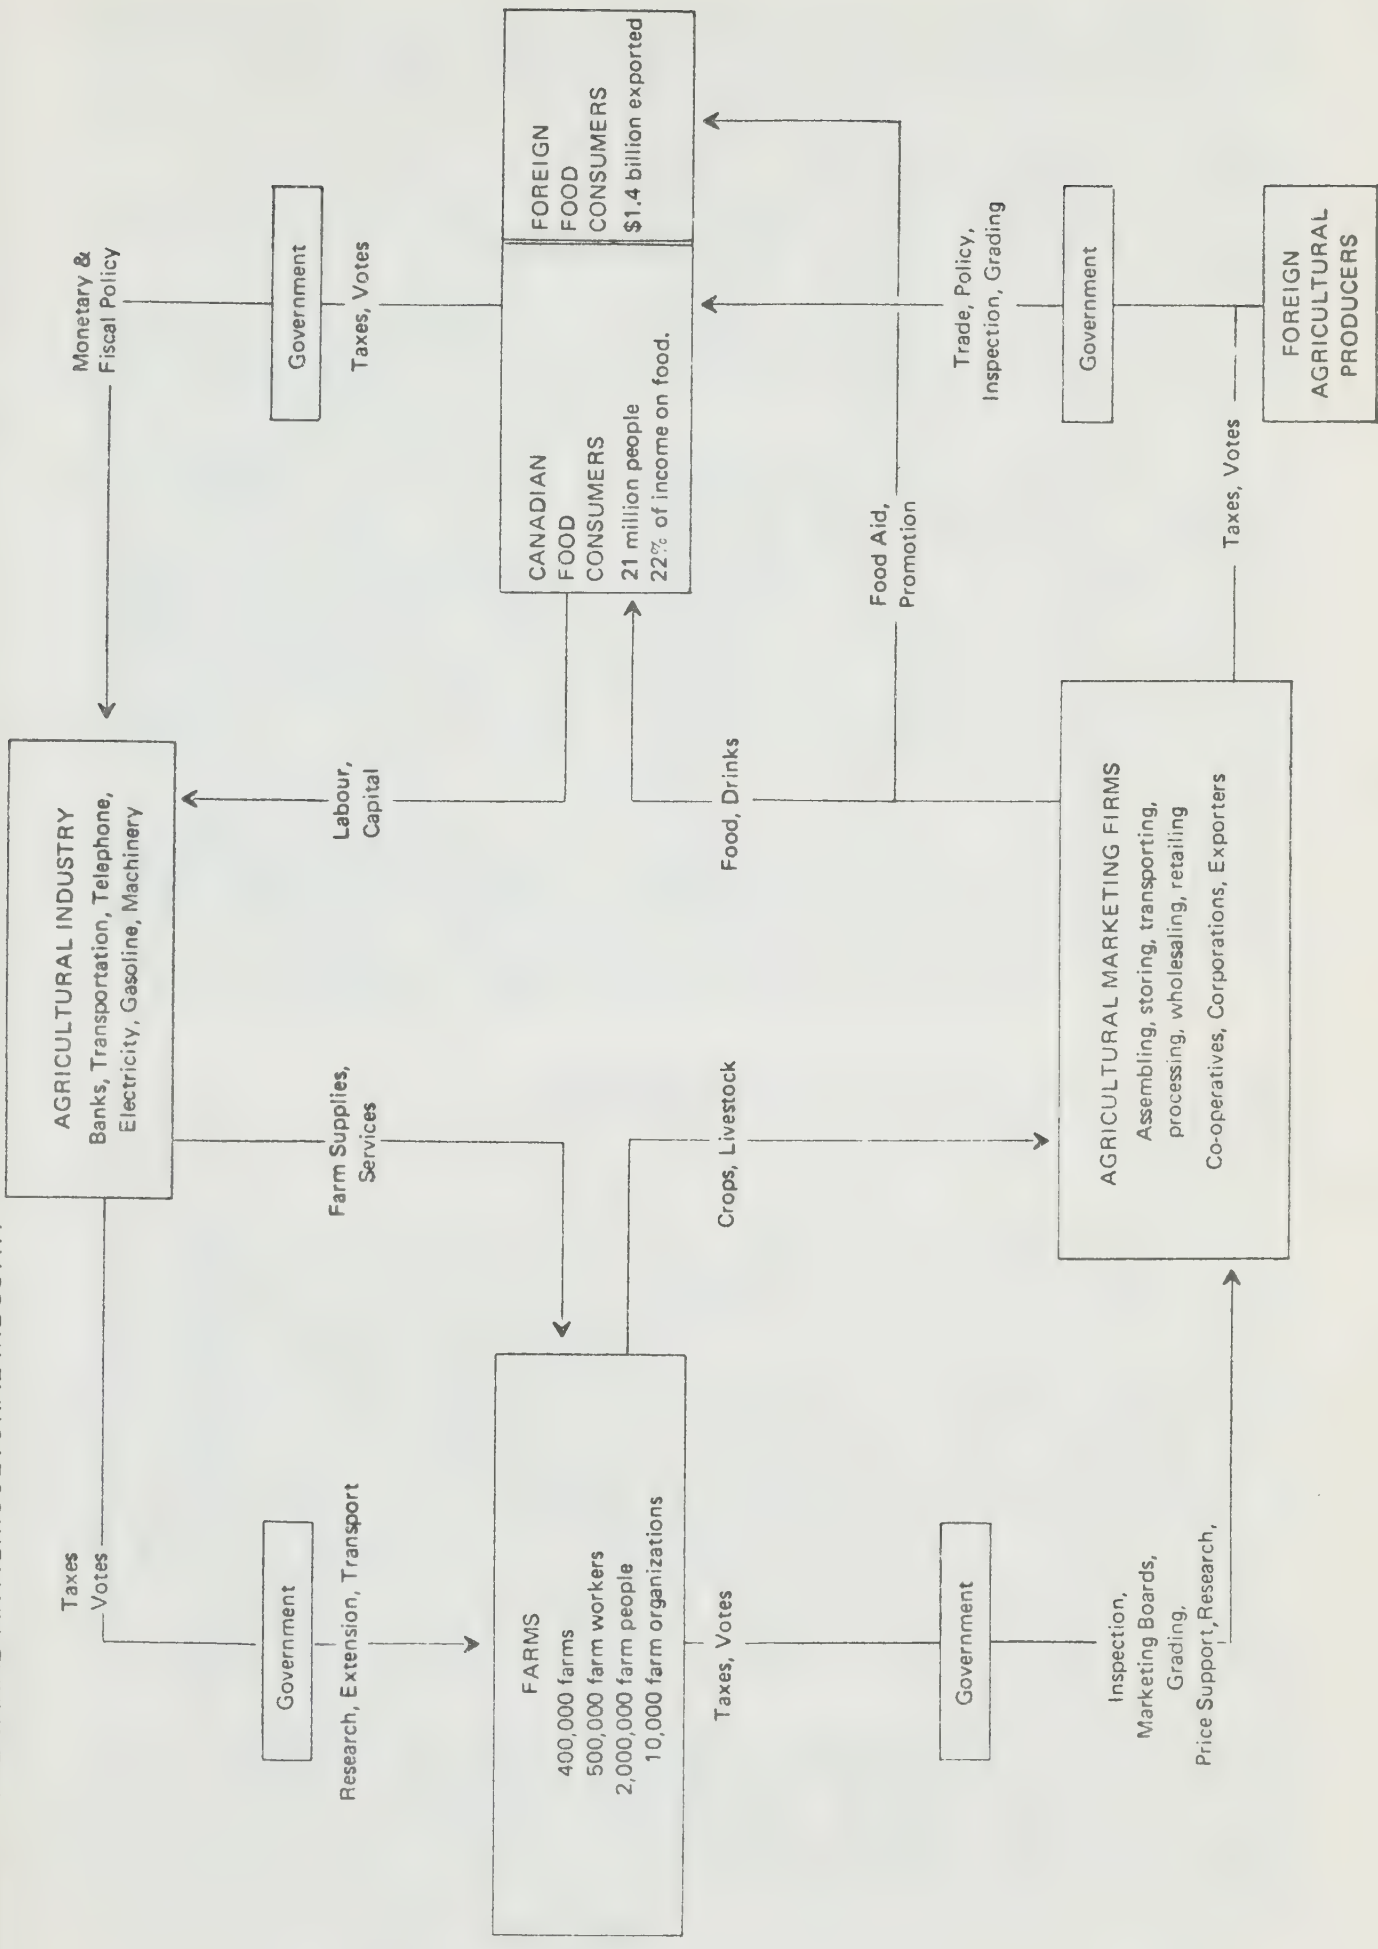 AGRICULTURAL INDUSTRY
Banks, Transportation, Telephone,
Electricity, Gasoline, Machinery
Taxes
Votes
Monetary &
Fiscal Policy
Government
Research, Extension, Transport
Farm Supplies,
Services
Labour,
Capital
Government
Taxes, Votes
FARMS
400,000 farms
500,000 farm workers
2,000,000 farm people
10,000 farm organizations
CANADIAN
FOOD
CONSUMERS
21 million people
22% of income on food.
FOREIGN
FOOD
CONSUMERS
$1.4 billion exported
Taxes, Votes
Crops, Livestock
Food, Drinks
Food Aid,
Promotion
Trade, Policy,
Inspection, Grading
Government
Government
Inspection,
Marketing Boards,
Grading,
Price Support, Research,
AGRICULTURAL MARKETING FIRMS
Assembling, storing, transporting,
processing, wholesaling, retailing
Co-operatives, Corporations, Exporters
Taxes, Votes
FOREIGN
AGRICULTURAL
PRODUCERS